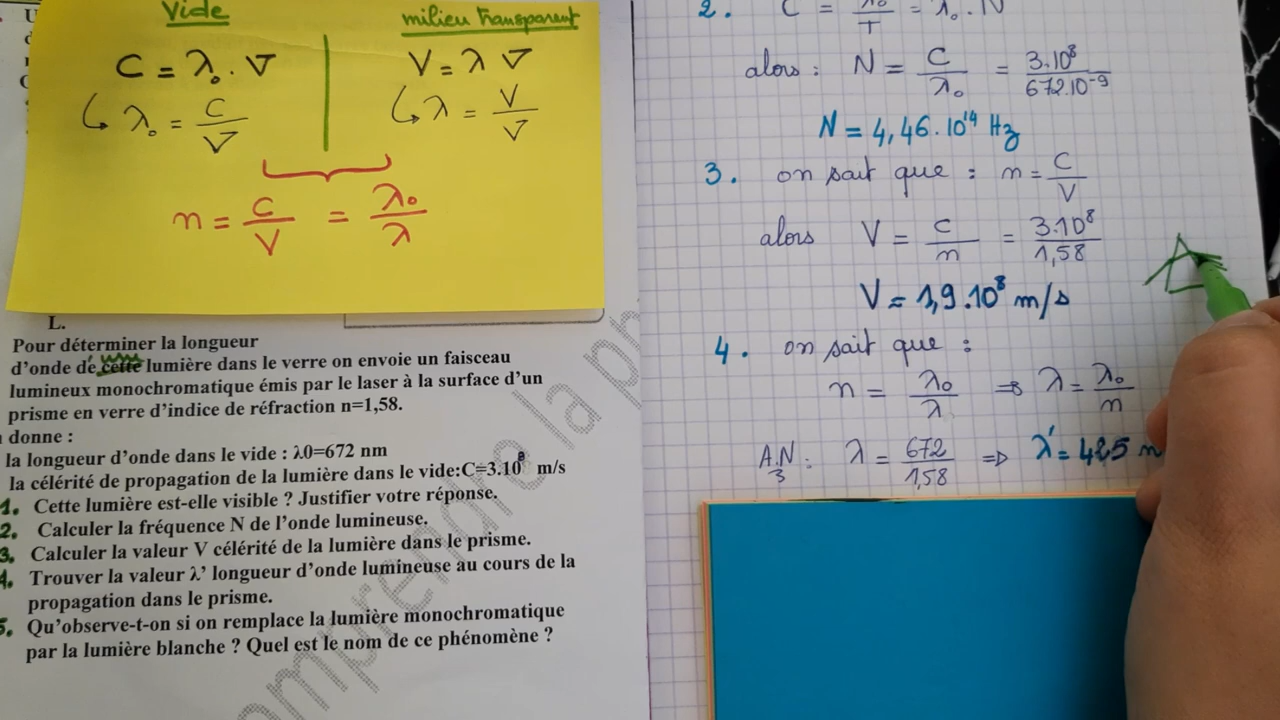 Vide
milieu transparent
C = λ₀ . ν
V = λ ν
↳ λ₀ = C/ν
↳ λ = V/ν
n = C/V = λ₀/λ
L.
Pour déterminer la longueur
d'onde de cette lumière dans le verre on envoie un faisceau
lumineux monochromatique émis par le laser à la surface d'un
prisme en verre d'indice de réfraction n=1,58.
donne :
la longueur d'onde dans le vide : λ0=672 nm
la célérité de propagation de la lumière dans le vide:C=3.10⁸ m/s
1. Cette lumière est-elle visible ? Justifier votre réponse.
2. Calculer la fréquence N de l'onde lumineuse.
3. Calculer la valeur V célérité de la lumière dans le prisme.
4. Trouver la valeur λ' longueur d'onde lumineuse au cours de la
propagation dans le prisme.
5. Qu'observe-t-on si on remplace la lumière monochromatique
par la lumière blanche ? Quel est le nom de ce phénomène ?
omprendre la ph
2. C = λ₀/T = λ₀ . N
alors : N = C/λ₀ = 3.10⁸/672.10⁻⁹
N = 4,46.10¹⁴ Hz
3. on sait que : n = C/V
alors V = C/n = 3.10⁸/1,58
V = 1,9.10⁸ m/s
4. on sait que :
n = λ₀/λ ⇒ λ = λ₀/n
A.N : λ = 672/1,58 ⇒ λ' = 425 n